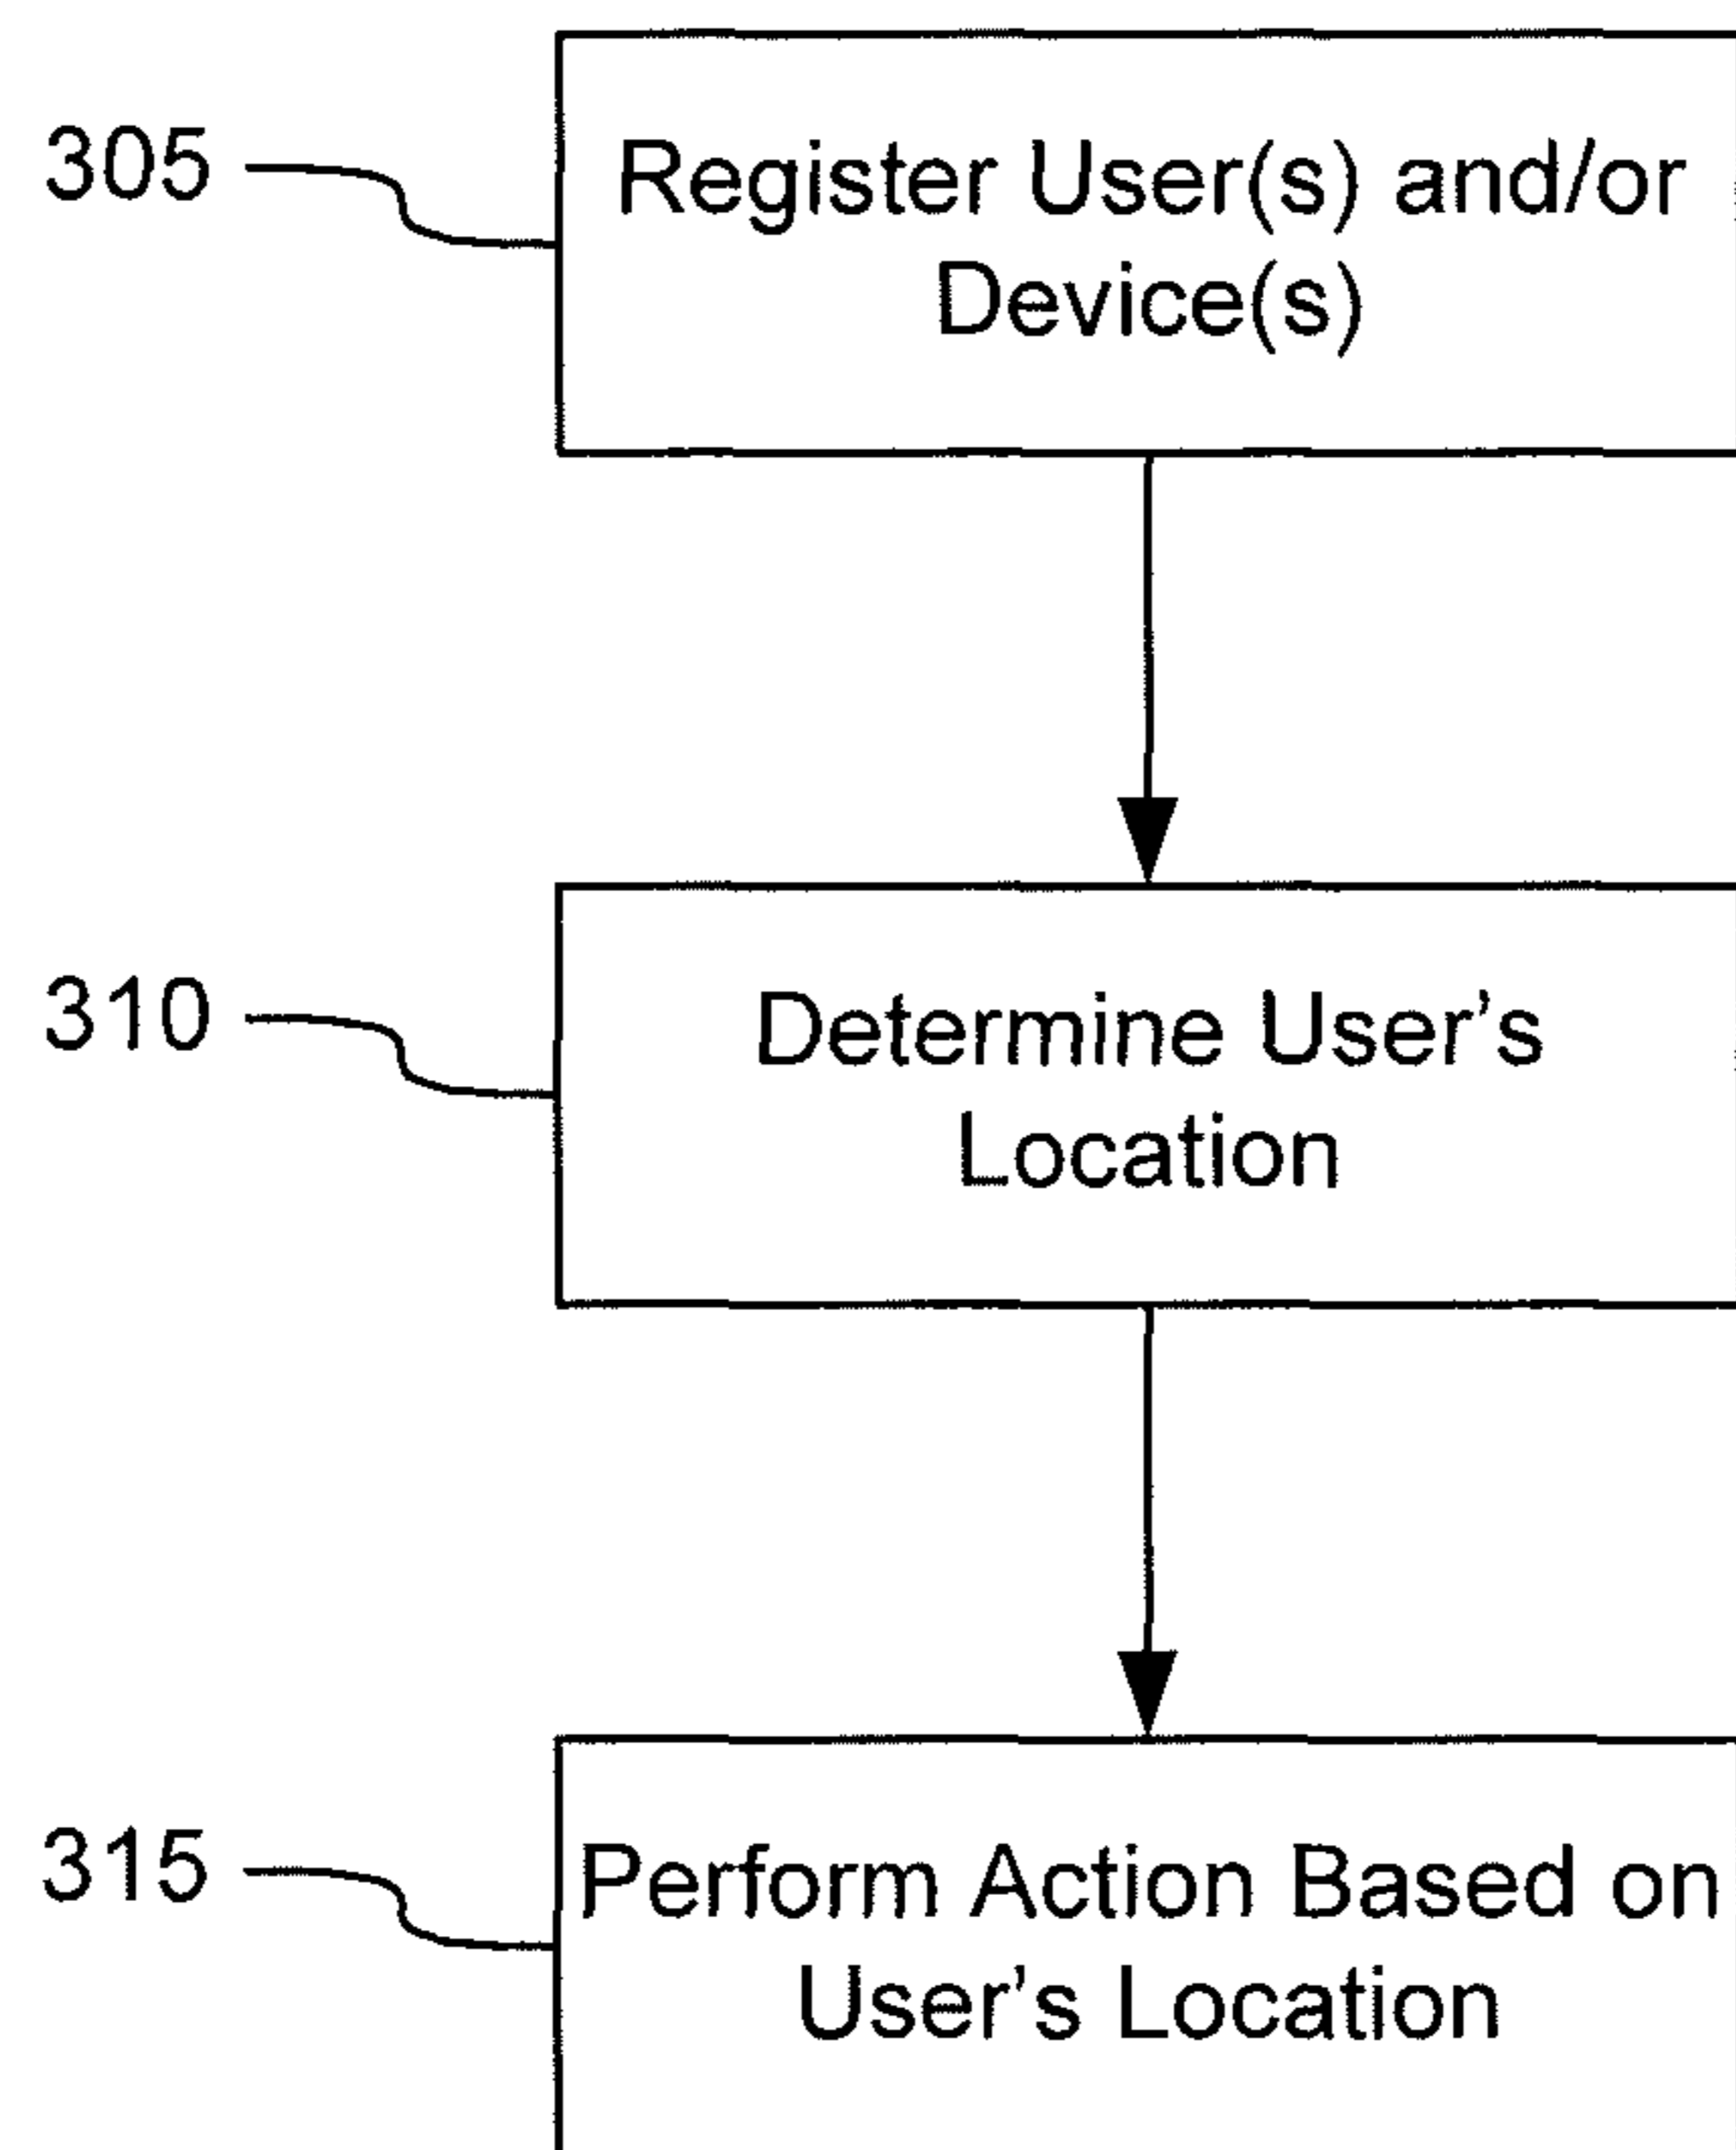 305
Register User(s) and/or
Device(s)
310
Determine User’s
Location
315
Perform Action Based on
User’s Location